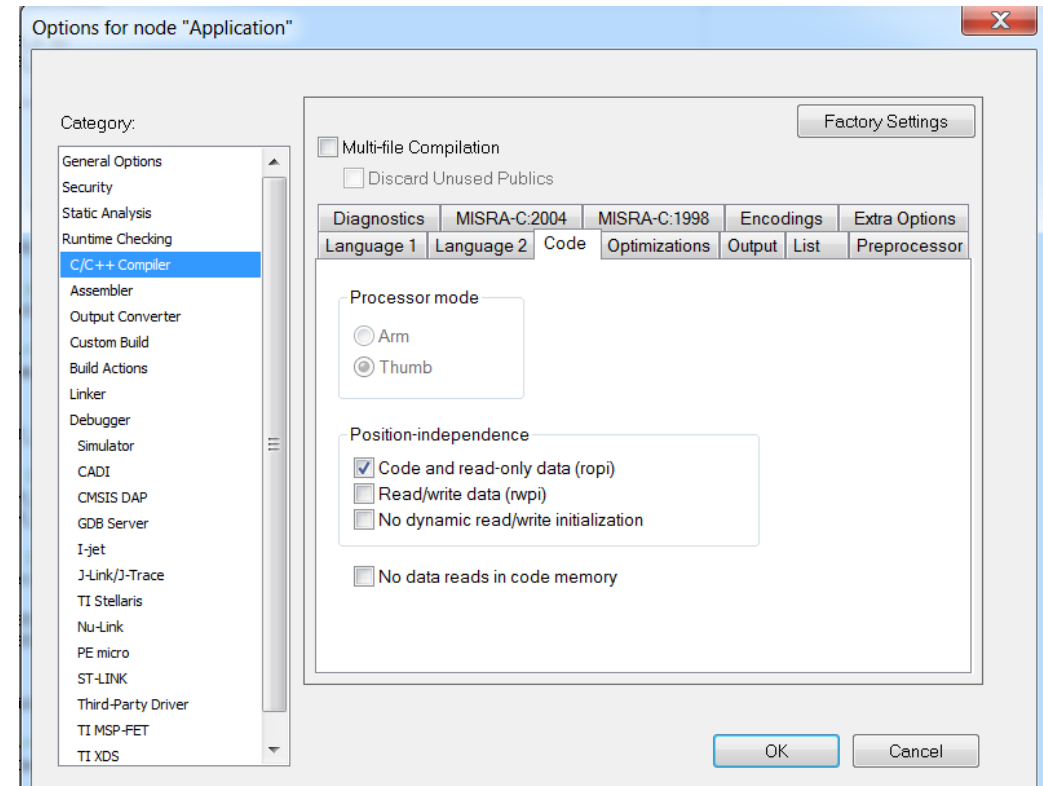 Options for node "Application"
X
Category:
General Options
Security
Static Analysis
Runtime Checking
C/C++ Compiler
Assembler
Output Converter
Custom Build
Build Actions
Linker
Debugger
Simulator
CADI
CMSIS DAP
GDB Server
I-jet
J-Link/J-Trace
TI Stellaris
Nu-Link
PE micro
ST-LINK
Third-Party Driver
TI MSP-FET
TI XDS
Factory Settings
Multi-file Compilation
Discard Unused Publics
Diagnostics MISRA-C:2004 MISRA-C:1998 Encodings Extra Options
Language 1 Language 2 Code Optimizations Output List Preprocessor
Processor mode
Arm
Thumb
Position-independence
Code and read-only data (ropi)
Read/write data (rwpi)
No dynamic read/write initialization
No data reads in code memory
OK Cancel